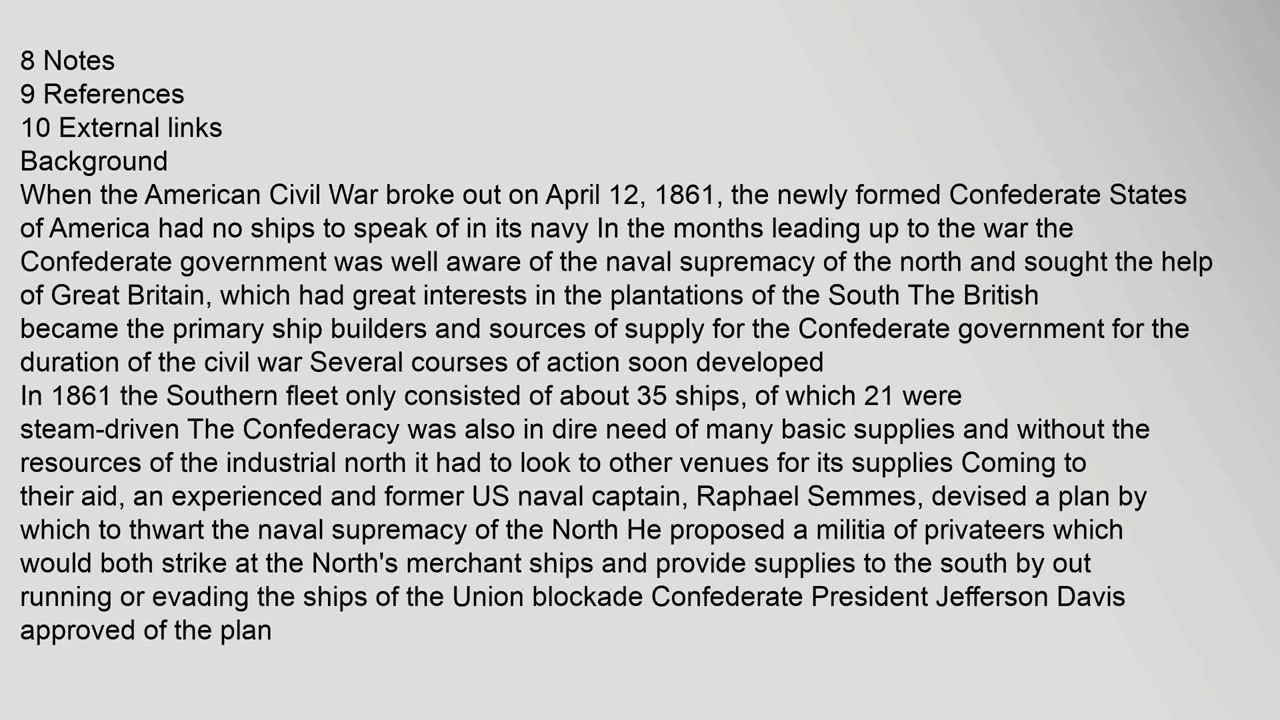 8 Notes
9 References
10 External links
Background
When the American Civil War broke out on April 12, 1861, the newly formed Confederate States
of America had no ships to speak of in its navy In the months leading up to the war the
Confederate government was well aware of the naval supremacy of the north and sought the help
of Great Britain, which had great interests in the plantations of the South The British
became the primary ship builders and sources of supply for the Confederate government for the
duration of the civil war Several courses of action soon developed
In 1861 the Southern fleet only consisted of about 35 ships, of which 21 were
steam-driven The Confederacy was also in dire need of many basic supplies and without the
resources of the industrial north it had to look to other venues for its supplies Coming to
their aid, an experienced and former US naval captain, Raphael Semmes, devised a plan by
which to thwart the naval supremacy of the North He proposed a militia of privateers which
would both strike at the North's merchant ships and provide supplies to the south by out
running or evading the ships of the Union blockade Confederate President Jefferson Davis
approved of the plan